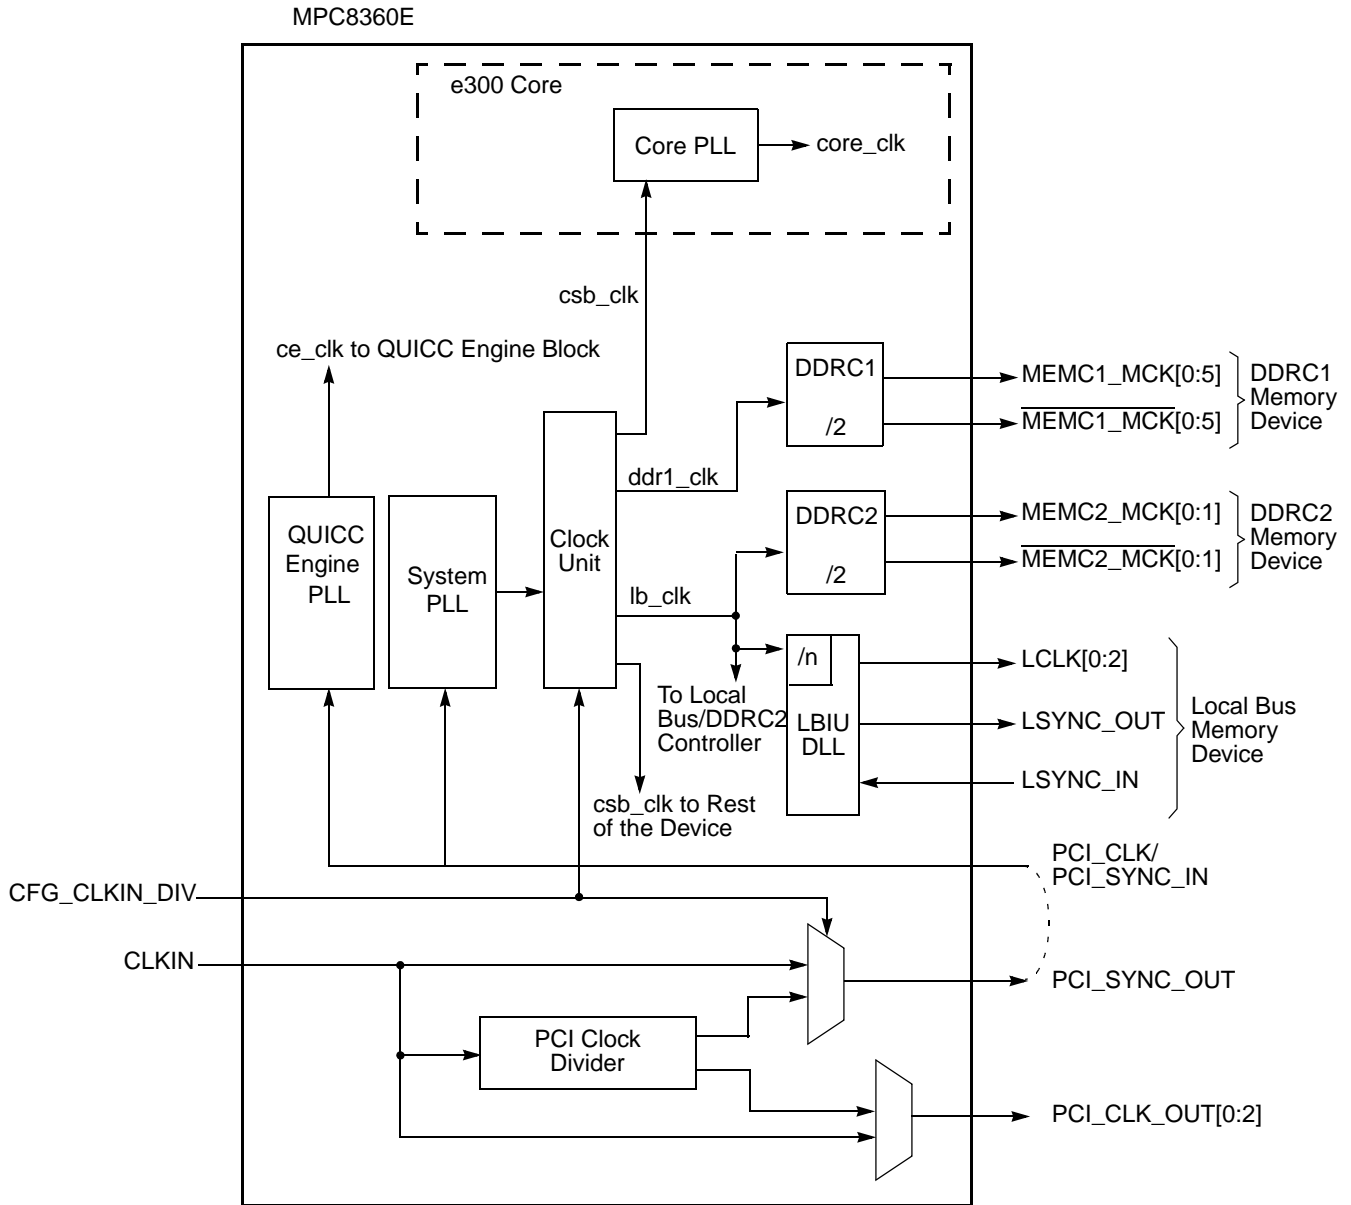 MPC8360E
e300 Core
Core PLL
core_clk
csb_clk
ce_clk to QUICC Engine Block
DDRC1
/2
MEMC1_MCK[0:5]
MEMC1_MCK[0:5]
DDRC1
Memory
Device
ddr1_clk
QUICC
Engine
PLL
System
PLL
Clock
Unit
DDRC2
/2
MEMC2_MCK[0:1]
MEMC2_MCK[0:1]
DDRC2
Memory
Device
lb_clk
/n
LBIU
DLL
To Local
Bus/DDRC2
Controller
LCLK[0:2]
LSYNC_OUT
LSYNC_IN
Local Bus
Memory
Device
csb_clk to Rest
of the Device
PCI_CLK/
PCI_SYNC_IN
CFG_CLKIN_DIV
CLKIN
PCI_SYNC_OUT
PCI Clock
Divider
PCI_CLK_OUT[0:2]